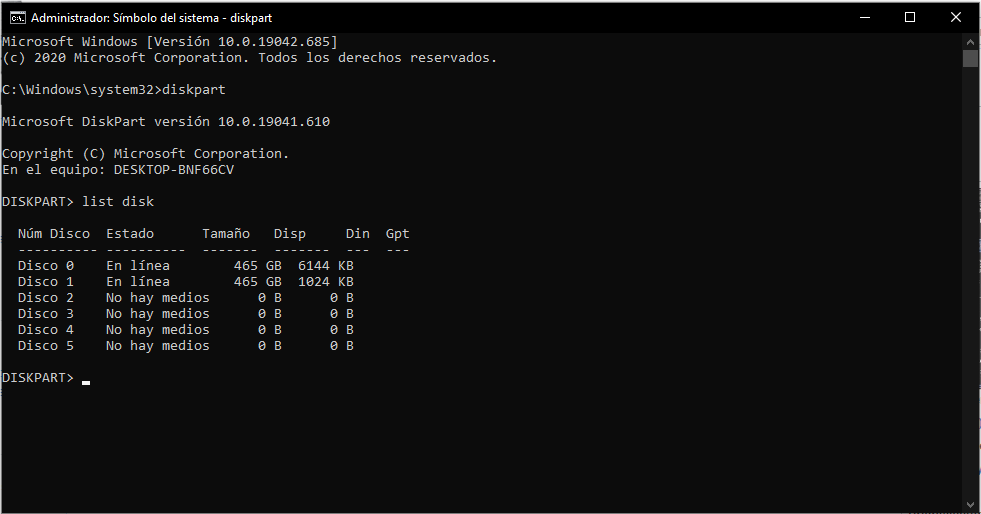 Administrador: Símbolo del sistema - diskpart
Microsoft Windows [Versión 10.0.19042.685]
(c) 2020 Microsoft Corporation. Todos los derechos reservados.
C:\Windows\system32>diskpart
Microsoft DiskPart versión 10.0.19041.610
Copyright (C) Microsoft Corporation.
En el equipo: DESKTOP-BNF66CV
DISKPART> list disk
  Núm Disco  Estado      Tamaño   Disp     Din  Gpt
  ---------- ----------  -------  -------  ---  ---
  Disco 0    En línea        465 GB  6144 KB
  Disco 1    En línea        465 GB  1024 KB
  Disco 2    No hay medios      0 B      0 B
  Disco 3    No hay medios      0 B      0 B
  Disco 4    No hay medios      0 B      0 B
  Disco 5    No hay medios      0 B      0 B
DISKPART>